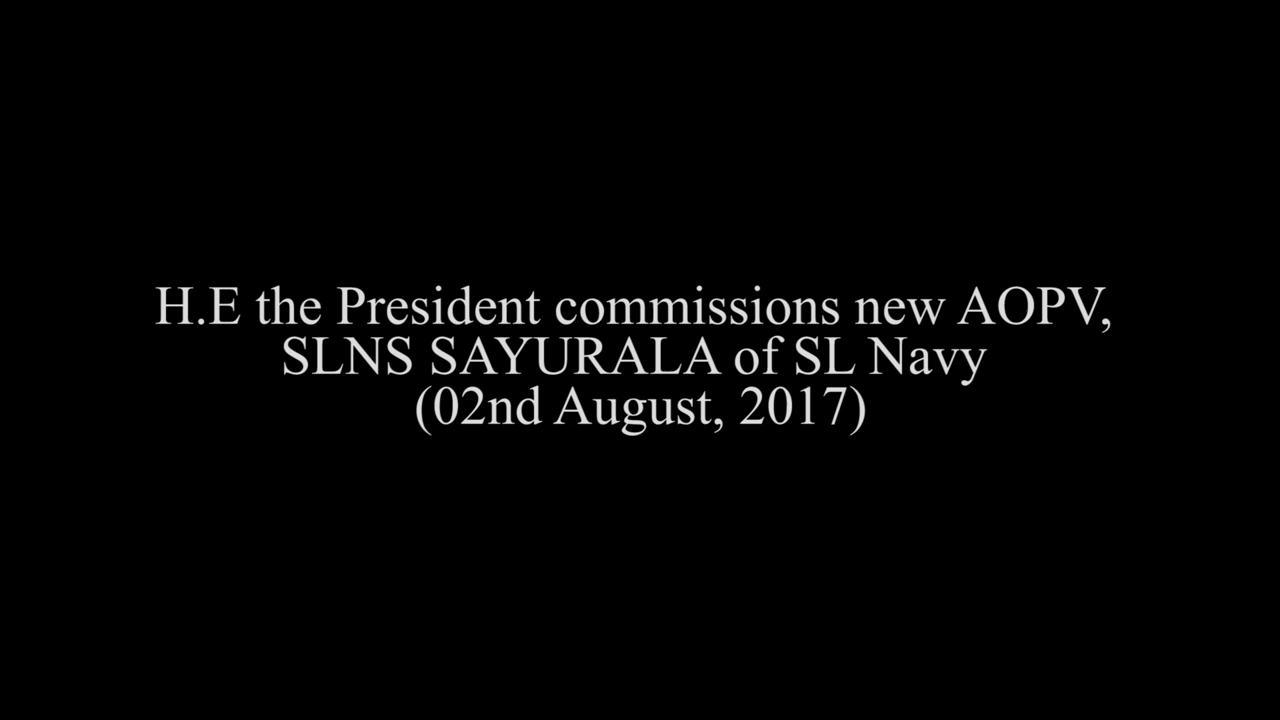 H.E the President commissions new AOPV,
SLNS SAYURALA of SL Navy
(02nd August, 2017)